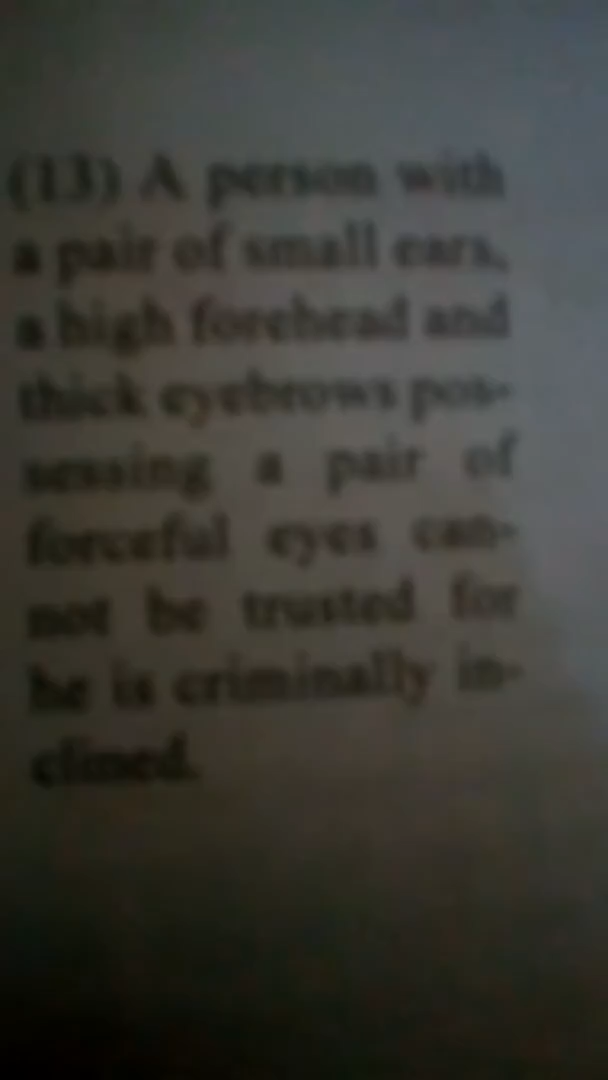 (13) A person with
a pair of small ears,
a high forehead and
thick eyebrows pos-
sessing a pair of
forceful eyes can-
not be trusted for
he is criminally in-
clined.